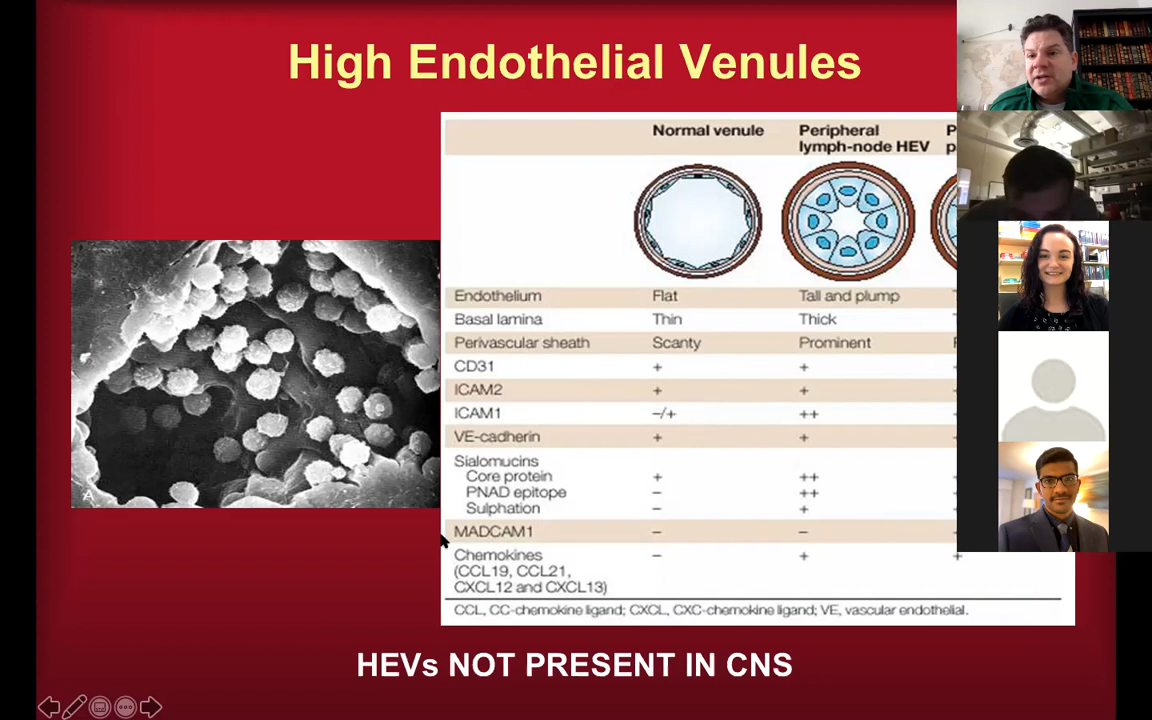 High Endothelial Venules
Normal venule Peripheral
lymph-node HEV
Endothelium Flat Tall and plump
Basal lamina Thin Thick
Perivascular sheath Scanty Prominent
CD31 + +
ICAM2 + +
ICAM1 –/+ ++
VE-cadherin + +
Sialomucins
Core protein + ++
PNAD epitope – ++
Sulphation – +
MADCAM1 – –
Chemokines – + +
(CCL19, CCL21,
CXCL12 and CXCL13)
CCL, CC-chemokine ligand; CXCL, CXC-chemokine ligand; VE, vascular endothelial.
A
HEVs NOT PRESENT IN CNS